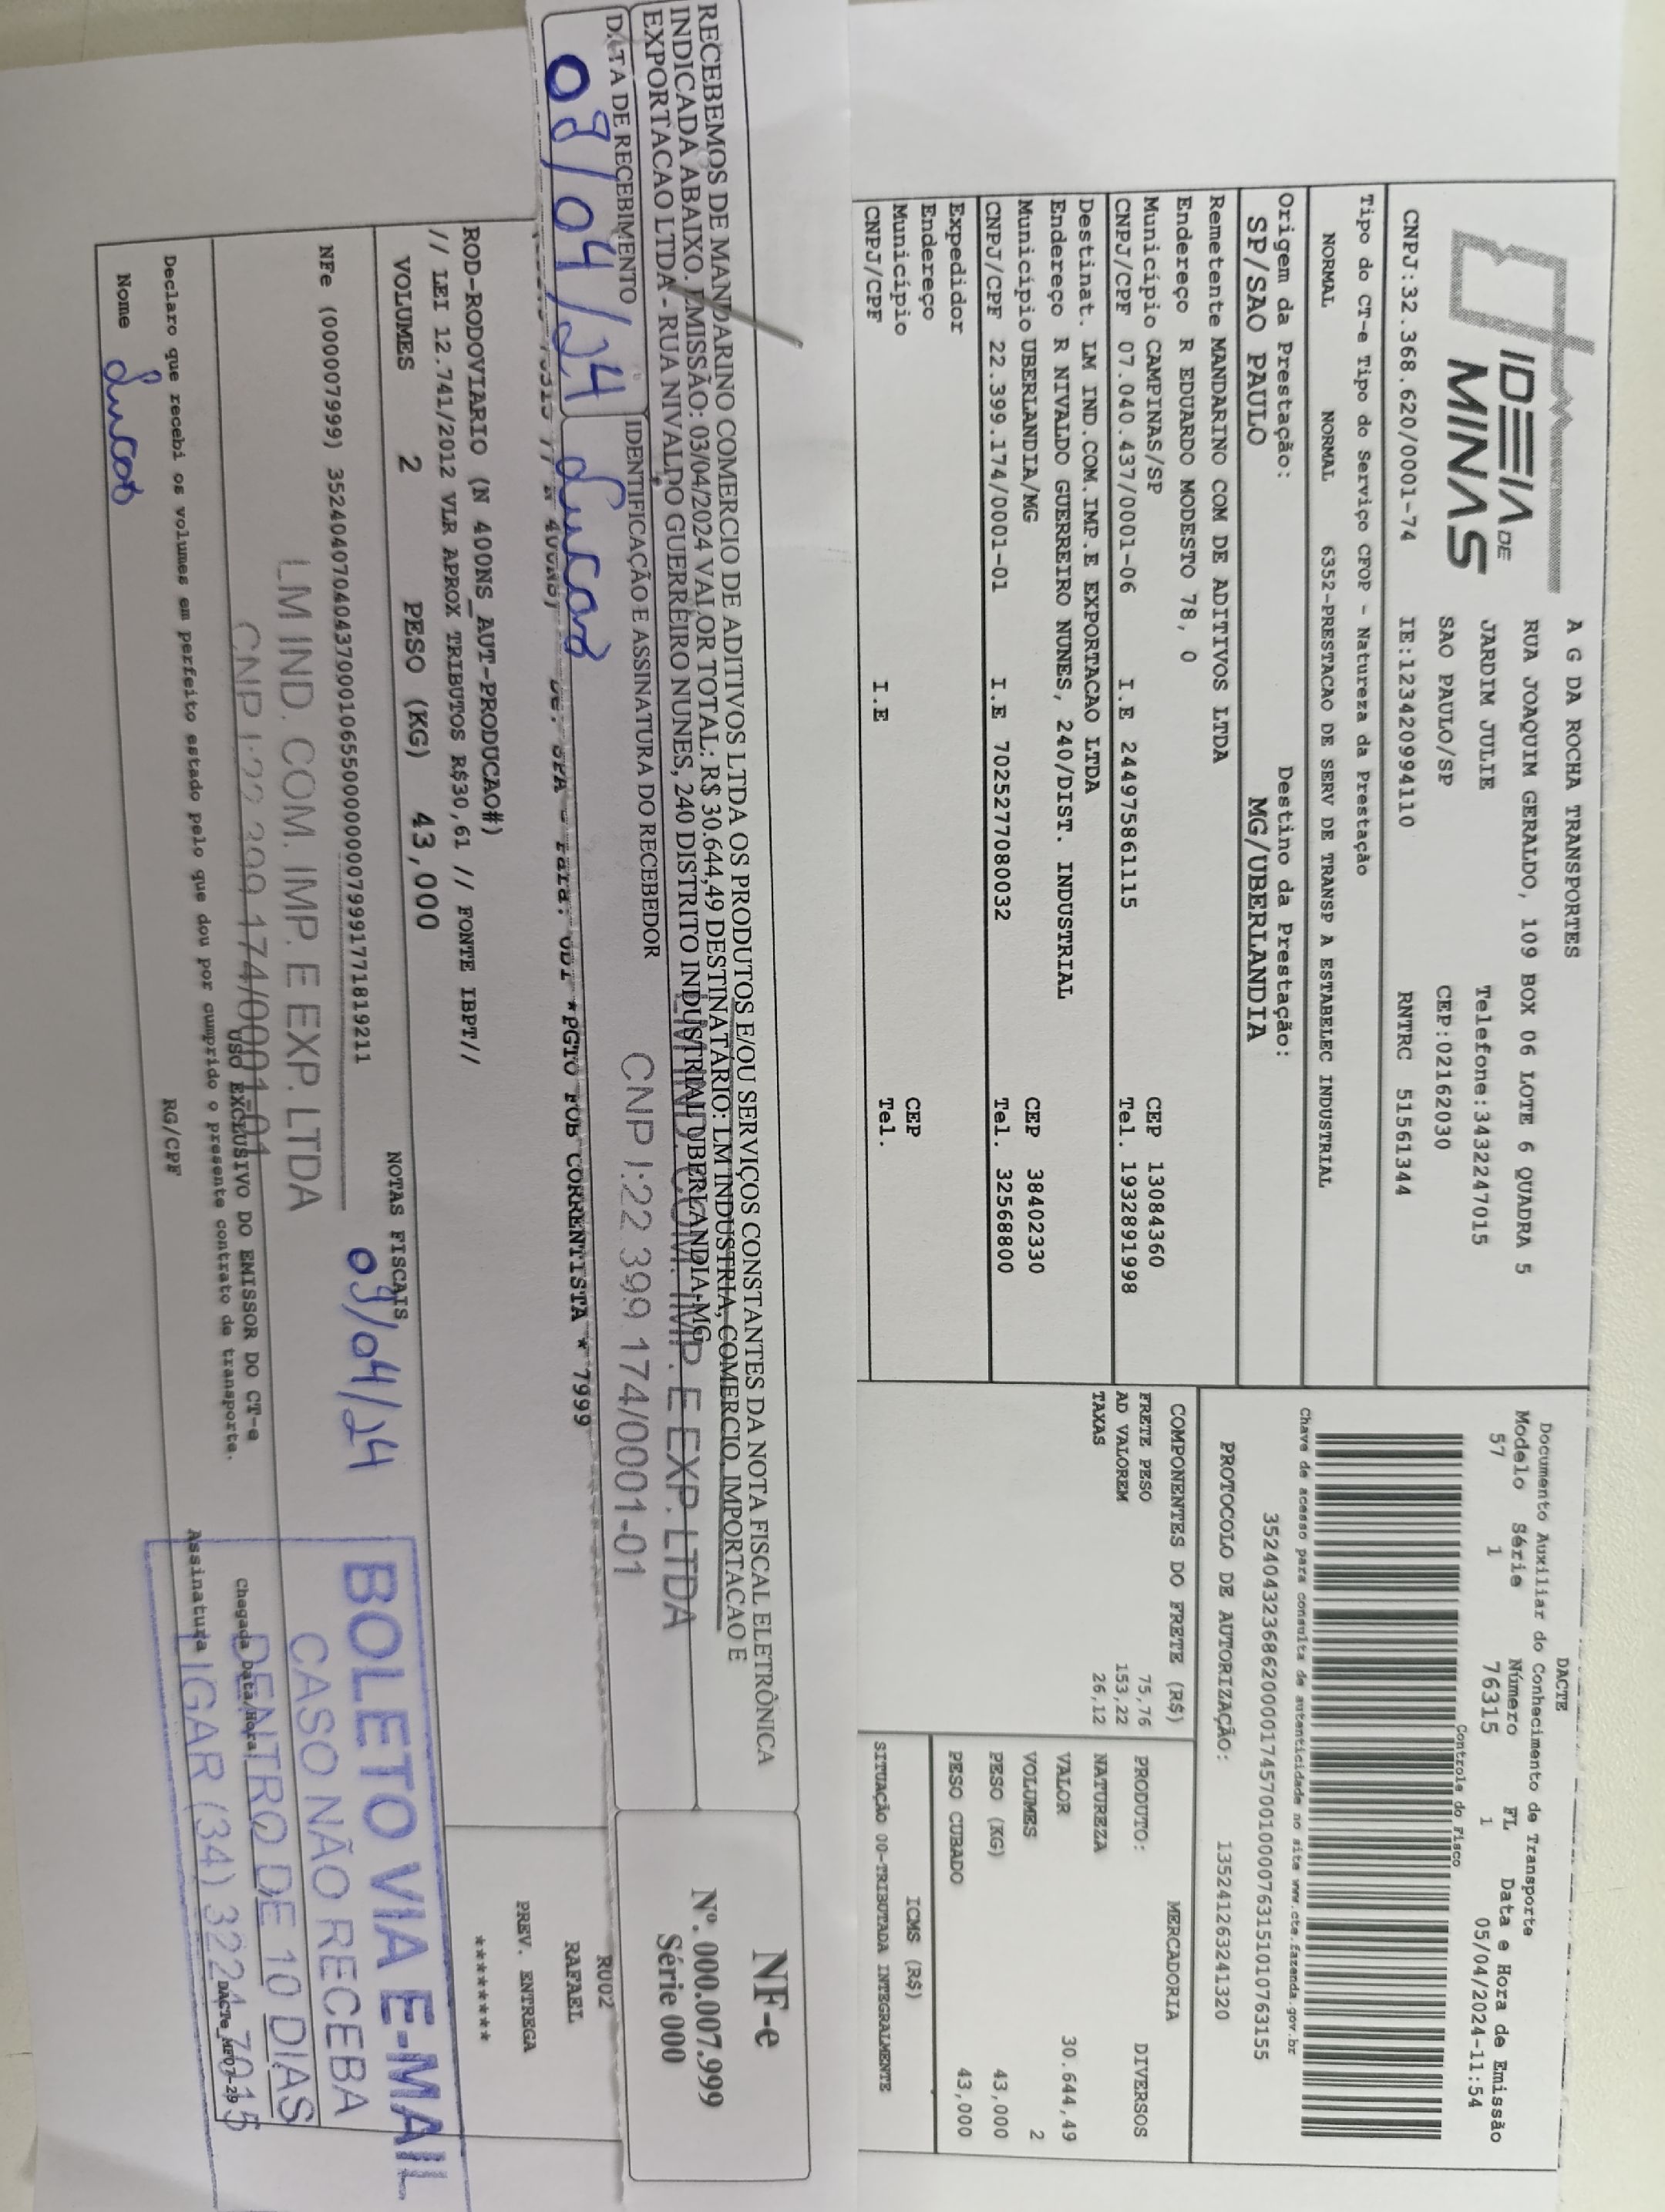 IDEIA DE
MINAS
A G DA ROCHA TRANSPORTES
RUA JOAQUIM GERALDO, 109 BOX 06 LOTE 6 QUADRA 5
JARDIM JULIE Telefone:3432247015
SAO PAULO/SP CEP:02162030
CNPJ:32.368.620/0001-74 IE:123420994110 RNTRC 51561344
DACTE
Documento Auxiliar do Conhecimento de Transporte
Modelo Série Número FL Data e Hora de Emissão
57 1 76315 1 05/04/2024-11:54
Controle do Fisco
Tipo do CT-e Tipo do Serviço CFOP - Natureza da Prestação
NORMAL NORMAL 6352-PRESTACAO DE SERV DE TRANSP A ESTABELEC INDUSTRIAL
Chave de acesso para consulta de autenticidade no site www.cte.fazenda.gov.br
35240432368620000174570010000763151010763155
Origem da Prestação: Destino da Prestação:
SP/SAO PAULO MG/UBERLANDIA
PROTOCOLO DE AUTORIZAÇÃO: 135241263241320
Remetente MANDARINO COM DE ADITIVOS LTDA
Endereço R EDUARDO MODESTO 78, 0
Município CAMPINAS/SP CEP 13084360
CNPJ/CPF 07.040.437/0001-06 I.E 244975861115 Tel. 1932891998
Destinat. LM IND.COM.IMP.E EXPORTACAO LTDA
Endereço R NIVALDO GUERREIRO NUNES, 240/DIST. INDUSTRIAL
Município UBERLANDIA/MG CEP 38402330
CNPJ/CPF 22.399.174/0001-01 I.E 7025277080032 Tel. 32568800
Expedidor
Endereço
Município CEP
CNPJ/CPF I.E Tel.
COMPONENTES DO FRETE (R$)
FRETE PESO 75,76
AD VALOREM 153,22
TAXAS 26,12
MERCADORIA
PRODUTO: DIVERSOS
NATUREZA
VALOR 30.644,49
VOLUMES 2
PESO (KG) 43,000
PESO CUBADO 43,000
ICMS (R$)
SITUAÇÃO 00-TRIBUTADA INTEGRALMENTE
RECEBEMOS DE MANDARINO COMERCIO DE ADITIVOS LTDA OS PRODUTOS E/OU SERVIÇOS CONSTANTES DA NOTA FISCAL ELETRÔNICA
INDICADA ABAIXO. EMISSÃO: 03/04/2024 VALOR TOTAL: R$ 30.644,49 DESTINATÁRIO: LM INDUSTRIA, COMERCIO, IMPORTACAO E
EXPORTACAO LTDA - RUA NIVALDO GUERREIRO NUNES, 240 DISTRITO INDUSTRIAL UBERLANDIA-MG
LM IND. COM. IMP. E EXP. LTDA
CNPJ:22 399 174/0001-01
NF-e
Nº. 000.007.999
Série 000
DATA DE RECEBIMENTO IDENTIFICAÇÃO E ASSINATURA DO RECEBEDOR
09/04/24 Lucas
*PGTO FOB CORRENTISTA * 7999
R002
RAFAEL
PREV. ENTREGA
********
ROD-RODOVIARIO (N 400NS_AUT-PRODUCAO#)
// LEI 12.741/2012 VLR APROX TRIBUTOS R$30,61 // FONTE IBPT//
VOLUMES 2 PESO (KG) 43,000
NOTAS FISCAIS
NFe (000007999) 35240407040437000106550000000079991771819211
09/04/24
LM IND. COM. IMP. E EXP. LTDA
CNPJ:22 399 174/0001-01
BOLETO VIA E-MAIL
CASO NÃO RECEBA
DENTRO DE 10 DIAS
LIGAR (34) 3224 7015
USO EXCLUSIVO DO EMISSOR DO CT-e
Declaro que recebi os volumes em perfeito estado pelo que dou por cumprido o presente contrato de transporte.
Chegada Data/Hora:
Nome Lucas RG/CPF Assinatura
DACTe_MF07-29